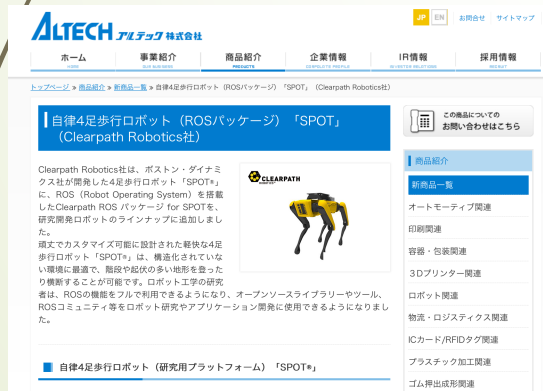 ALTECH アルテック 株式会社
JP EN お問合せ サイトマップ
ホーム 事業紹介 商品紹介 企業情報 IR情報 採用情報
HOME OUR BUSINESS PRODUCTS CORPORATE PROFILE INVESTOR RELATIONS RECRUIT
トップページ » 商品紹介 » 新商品一覧 » 自律4足歩行ロボット（ROSパッケージ）「SPOT」（Clearpath Robotics社）
自律4足歩行ロボット（ROSパッケージ）「SPOT」
（Clearpath Robotics社）
Clearpath Robotics社は、ボストン・ダイナミ
クス社が開発した4足歩行ロボット「SPOT®」
に、ROS（Robot Operating System）を搭載
したClearpath ROS パッケージ for SPOTを、
研究開発ロボットのラインナップに追加しまし
た。
頑丈でカスタマイズ可能に設計された軽快な4足
歩行ロボット「SPOT®」は、構造化されていな
い環境に最適で、階段や起伏の多い地形を登った
り横断することが可能です。ロボット工学の研究
者は、ROSの機能をフルで利用できるようになり、オープンソースライブラリーやツール、
ROSコミュニティ等をロボット研究やアプリケーション開発に使用できるようになりまし
た。
CLEARPATH
ROBOTICS
自律4足歩行ロボット（研究用プラットフォーム）「SPOT®」
この商品についての
お問い合わせはこちら
商品紹介
新商品一覧
オートモーティブ関連
印刷関連
容器・包装関連
３Dプリンター関連
ロボット関連
物流・ロジスティクス関連
ICカード/RFIDタグ関連
プラスチック加工関連
ゴム押出成形関連